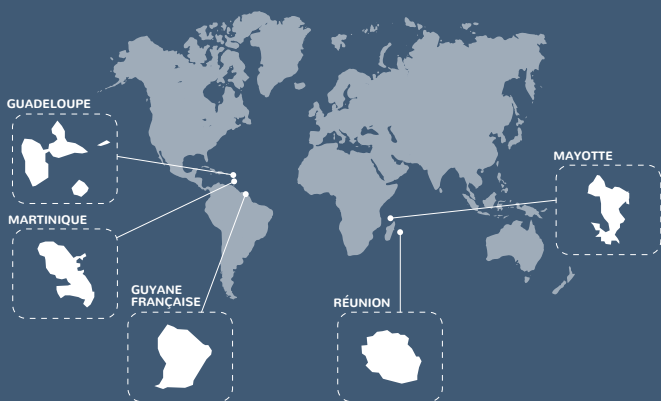 GUADELOUPE
MAYOTTE
MARTINIQUE
GUYANE
FRANÇAISE
RÉUNION